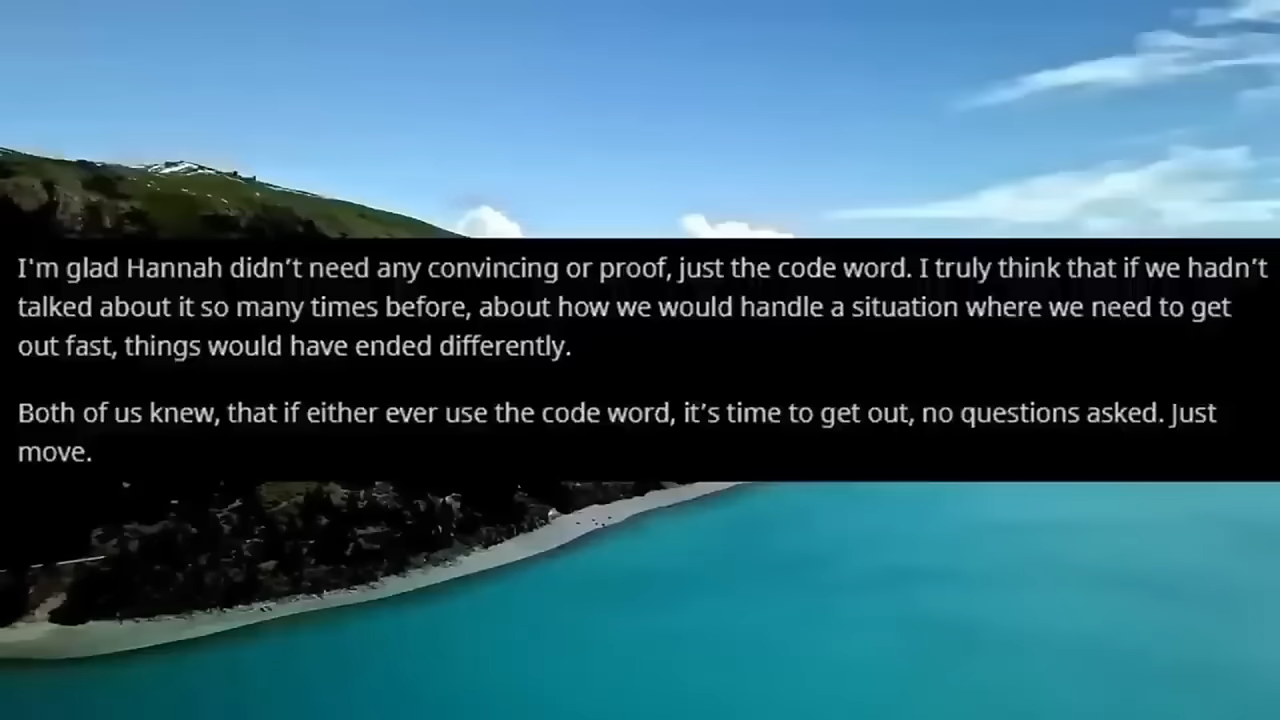 I'm glad Hannah didn’t need any convincing or proof, just the code word. I truly think that if we hadn’t
talked about it so many times before, about how we would handle a situation where we need to get
out fast, things would have ended differently.
Both of us knew, that if either ever use the code word, it’s time to get out, no questions asked. Just
move.